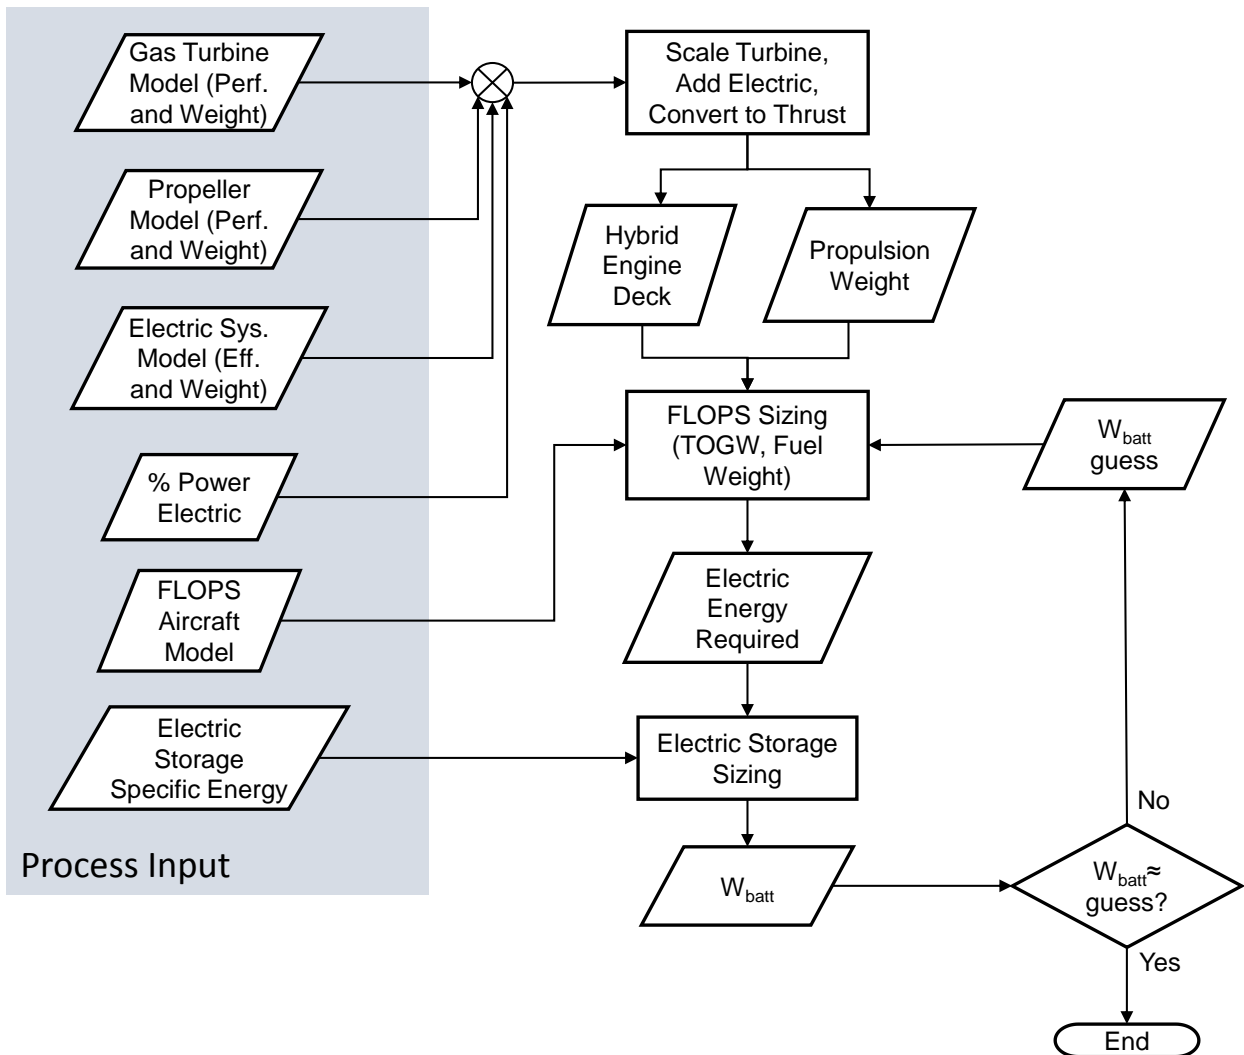 Gas Turbine
Model (Perf.
and Weight)
Scale Turbine,
Add Electric,
Convert to Thrust
Propeller
Model (Perf.
and Weight)
Hybrid
Engine
Deck
Propulsion
Weight
Electric Sys.
Model (Eff.
and Weight)
FLOPS Sizing
(TOGW, Fuel
Weight)
W_batt
guess
% Power
Electric
FLOPS
Aircraft
Model
Electric
Energy
Required
Electric
Storage
Specific Energy
Electric Storage
Sizing
No
Process Input
W_batt
W_batt≈
guess?
Yes
End